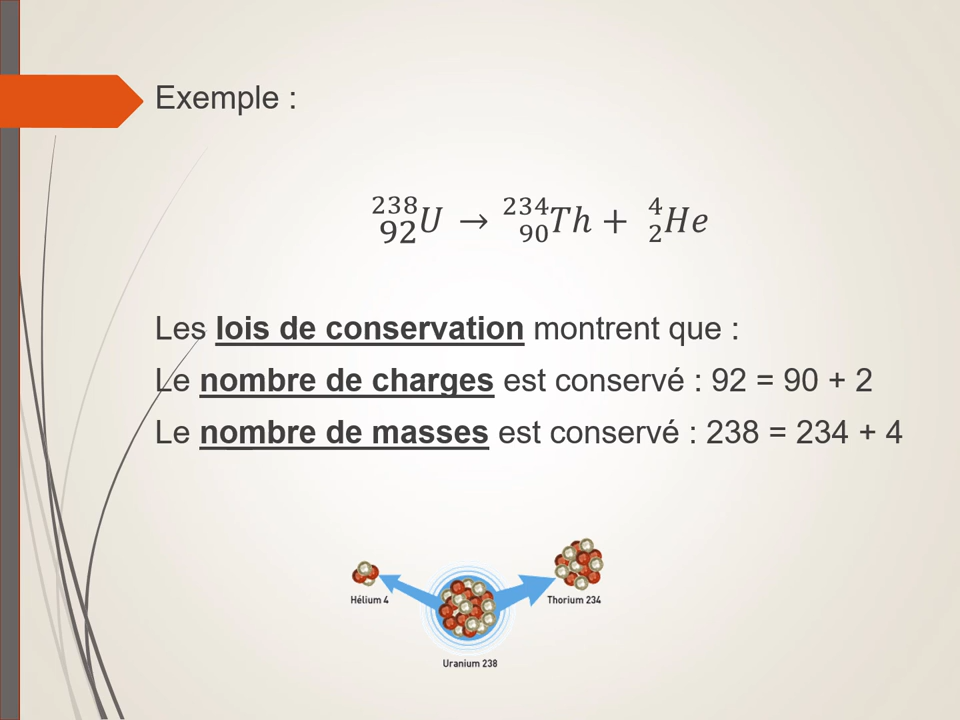 Exemple :
²³⁸₉₂U → ²³⁴₉₀Th + ⁴₂He
Les lois de conservation montrent que :
Le nombre de charges est conservé : 92 = 90 + 2
Le nombre de masses est conservé : 238 = 234 + 4
Hélium 4
Thorium 234
Uranium 238